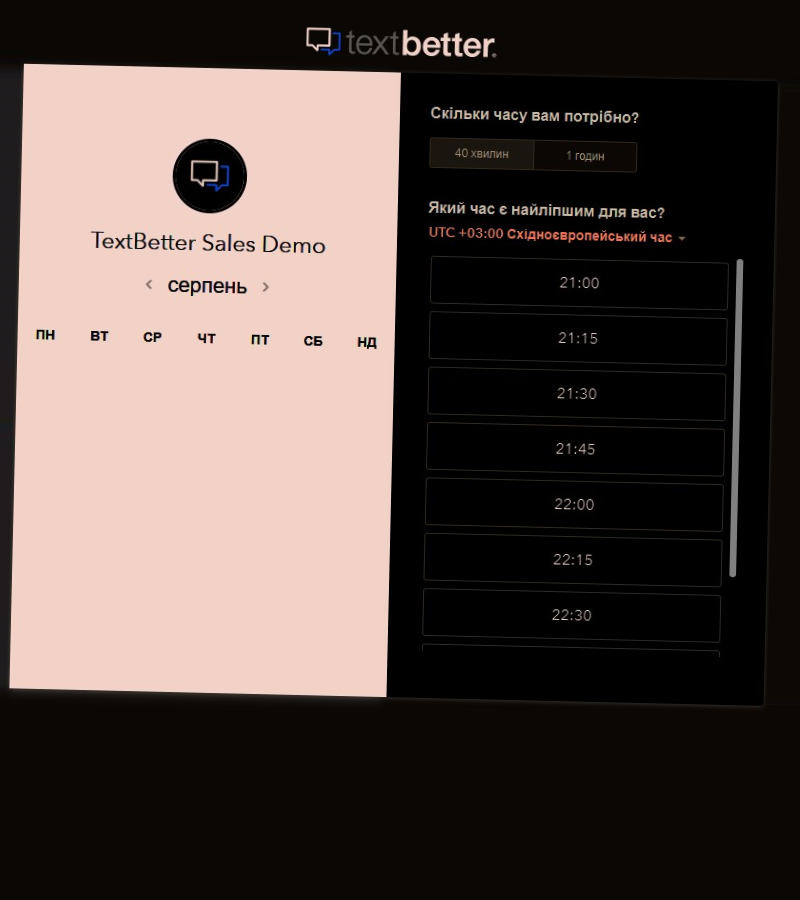 textbetter.
TextBetter Sales Demo
серпень
ПН ВТ СР ЧТ ПТ СБ НД
Скільки часу вам потрібно?
40 хвилин 1 годин
Який час є найліпшим для вас?
UTC +03:00 Східноєвропейський час
21:00
21:15
21:30
21:45
22:00
22:15
22:30